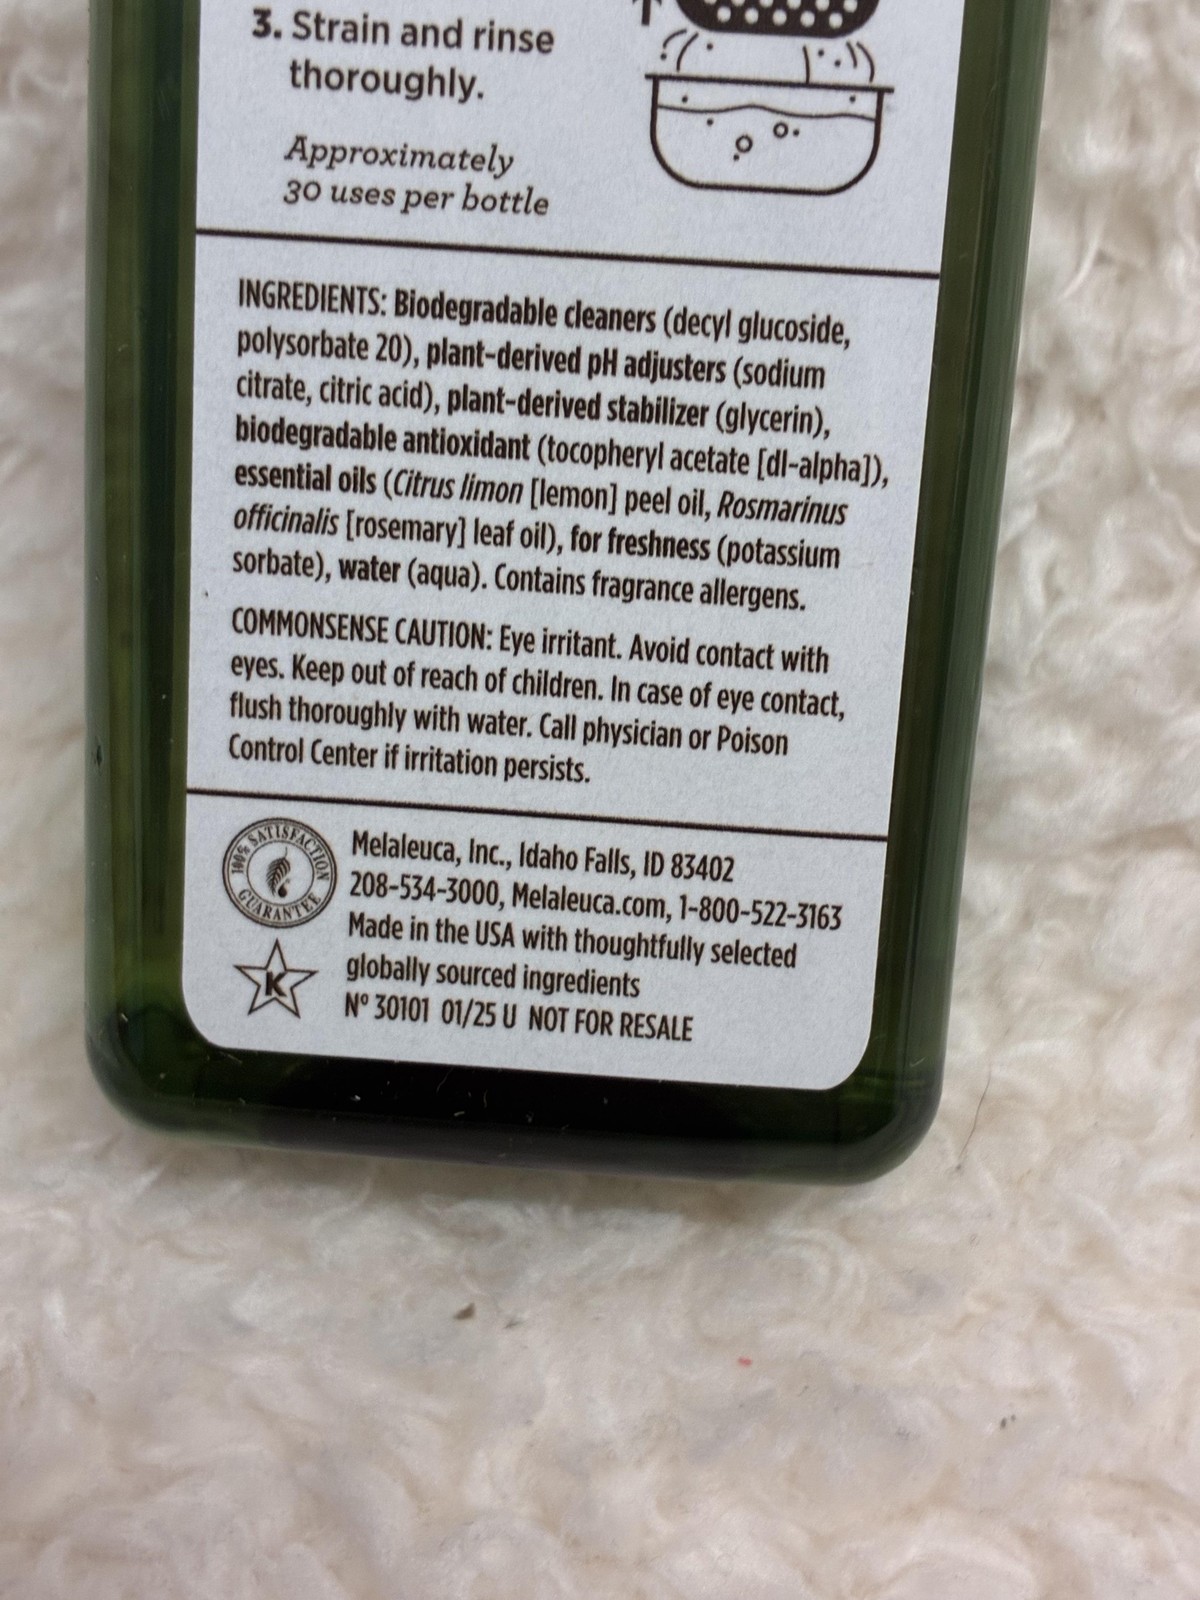 3. Strain and rinse
thoroughly.
Approximately
30 uses per bottle
INGREDIENTS: Biodegradable cleaners (decyl glucoside,
polysorbate 20), plant-derived pH adjusters (sodium
citrate, citric acid), plant-derived stabilizer (glycerin),
biodegradable antioxidant (tocopheryl acetate [dl-alpha]),
essential oils (Citrus limon [lemon] peel oil, Rosmarinus
officinalis [rosemary] leaf oil), for freshness (potassium
sorbate), water (aqua). Contains fragrance allergens.
COMMONSENSE CAUTION: Eye irritant. Avoid contact with
eyes. Keep out of reach of children. In case of eye contact,
flush thoroughly with water. Call physician or Poison
Control Center if irritation persists.
100% SATISFACTION
GUARANTEE
K
Melaleuca, Inc., Idaho Falls, ID 83402
208-534-3000, Melaleuca.com, 1-800-522-3163
Made in the USA with thoughtfully selected
globally sourced ingredients
Nº 30101 01/25 U NOT FOR RESALE